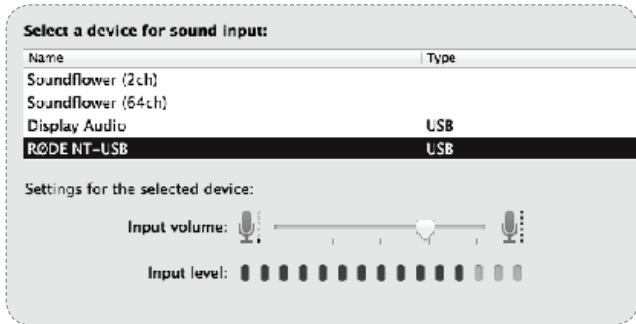 Select a device for sound input:
Name Type
Soundflower (2ch)
Soundflower (64ch)
Display Audio USB
RØDE NT-USB USB
Settings for the selected device:
Input volume:
Input level: